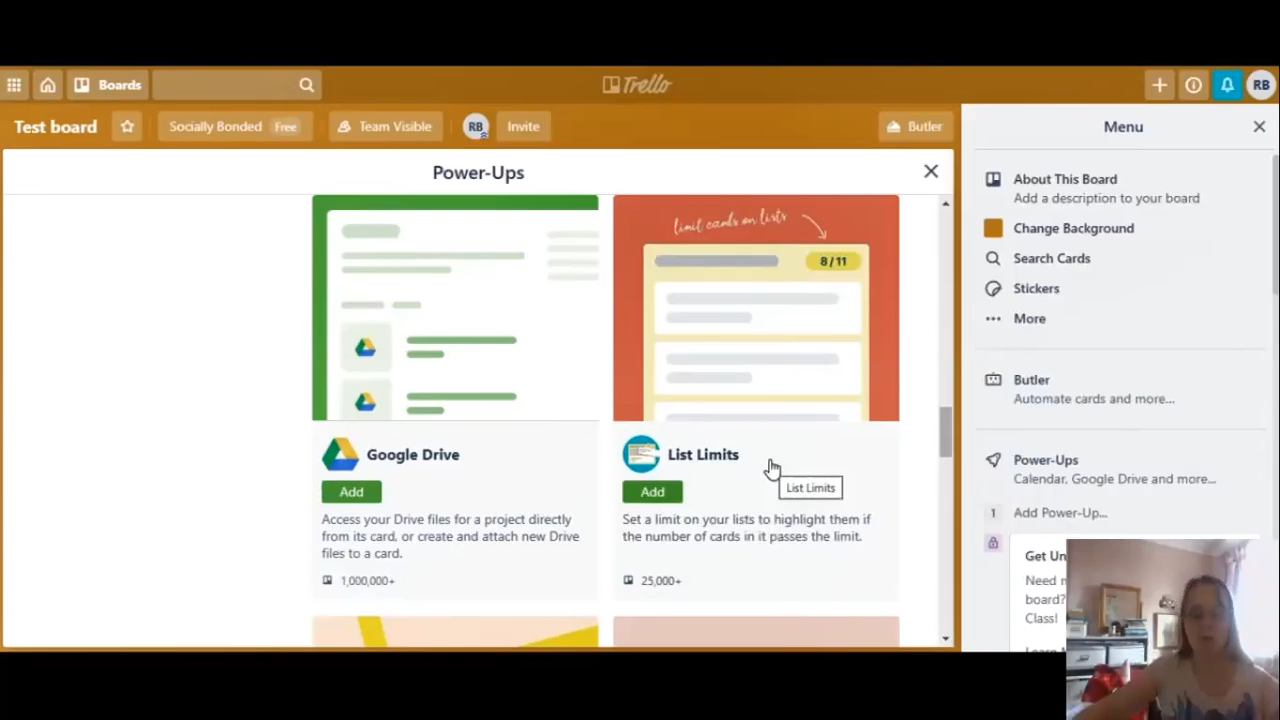 Boards
Trello
RB
Test board
Socially Bonded Free
Team Visible
RB
Invite
Butler
Power-Ups
limit cards on lists
8/11
Google Drive
Add
Access your Drive files for a project directly
from its card, or create and attach new Drive
files to a card.
1,000,000+
List Limits
List Limits
Add
Set a limit on your lists to highlight them if
the number of cards in it passes the limit.
25,000+
Menu
About This Board
Add a description to your board
Change Background
Search Cards
Stickers
More
Butler
Automate cards and more...
Power-Ups
Calendar, Google Drive and more...
1 Add Power-Up...
Get Un
Need
board?
Class!